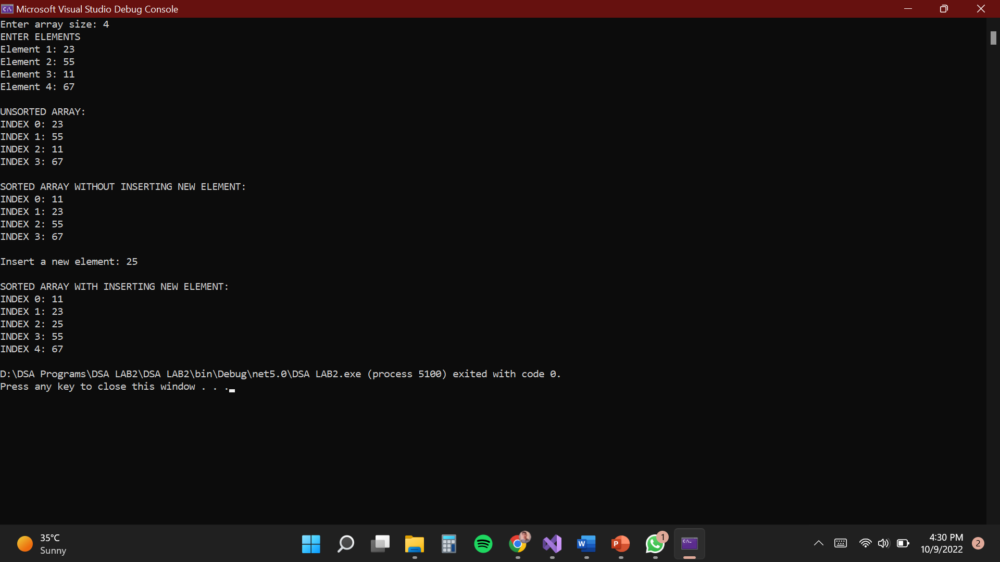 Microsoft Visual Studio Debug Console
Enter array size: 4
ENTER ELEMENTS
Element 1: 23
Element 2: 55
Element 3: 11
Element 4: 67
UNSORTED ARRAY:
INDEX 0: 23
INDEX 1: 55
INDEX 2: 11
INDEX 3: 67
SORTED ARRAY WITHOUT INSERTING NEW ELEMENT:
INDEX 0: 11
INDEX 1: 23
INDEX 2: 55
INDEX 3: 67
Insert a new element: 25
SORTED ARRAY WITH INSERTING NEW ELEMENT:
INDEX 0: 11
INDEX 1: 23
INDEX 2: 25
INDEX 3: 55
INDEX 4: 67
D:\DSA Programs\DSA LAB2\DSA LAB2\bin\Debug\net5.0\DSA LAB2.exe (process 5100) exited with code 0.
Press any key to close this window . . .
35°C
Sunny
W
P
1
4:30 PM
10/9/2022
2